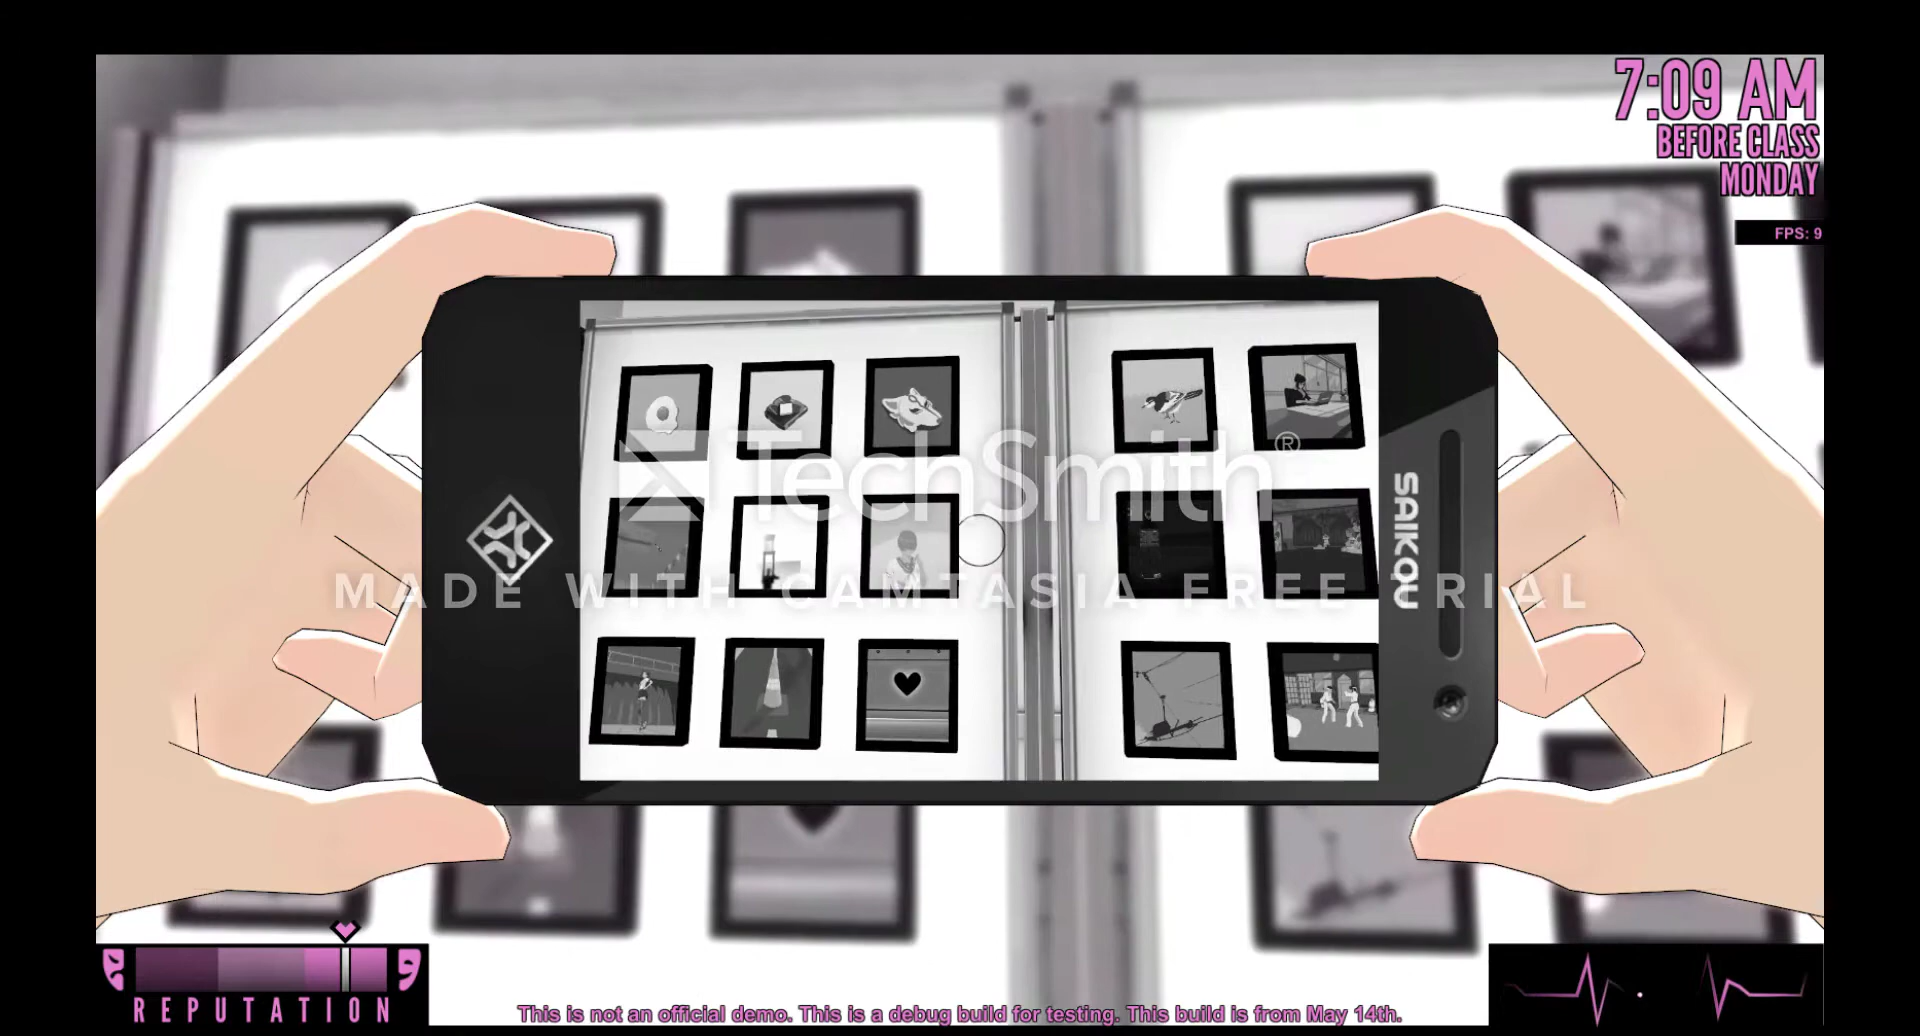 7:09 AM
BEFORE CLASS
MONDAY
FPS: 9
TechSmith®
SAIKOU
MADE WITH CAMTASIA FREE TRIAL
REPUTATION
This is not an official demo. This is a debug build for testing. This build is from May 14th.